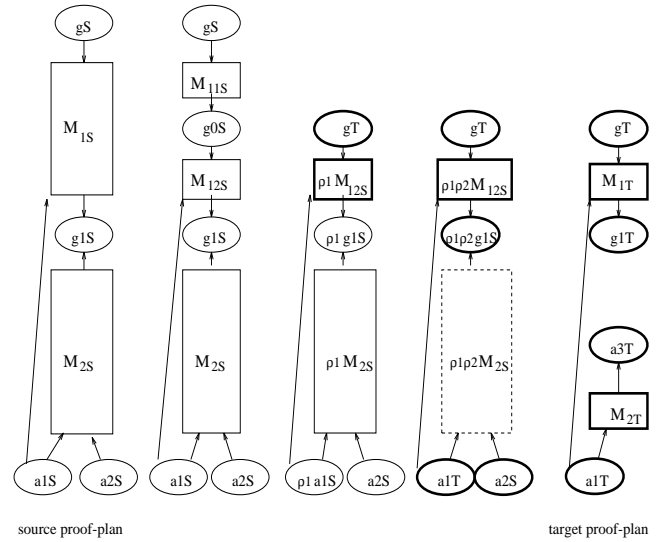 gS gS
M11S
M1S g0S gT gT gT
M12S ρ1 M12S ρ1ρ2 M12S M1T
g1S g1S ρ1 g1S ρ1ρ2 g1S g1T
a3T
M2S M2S ρ1 M2S ρ1ρ2 M2S
M2T
a1S a2S a1S a2S ρ1 a1S a2S a1T a2S a1T
source proof-plan target proof-plan